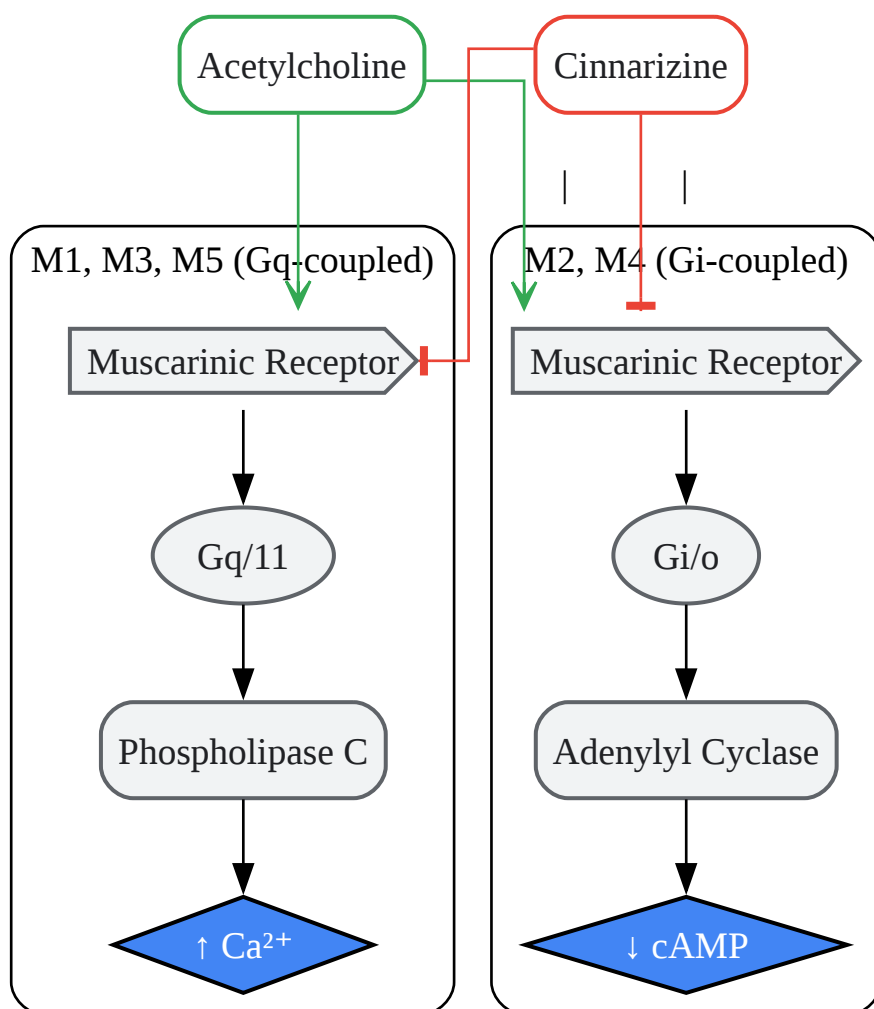 Acetylcholine
Cinnarizine
| |
M1, M3, M5 (Gq-coupled)
M2, M4 (Gi-coupled)
Muscarinic Receptor
Muscarinic Receptor
Gq/11
Gi/o
Phospholipase C
Adenylyl Cyclase
↑ Ca²⁺
↓ cAMP